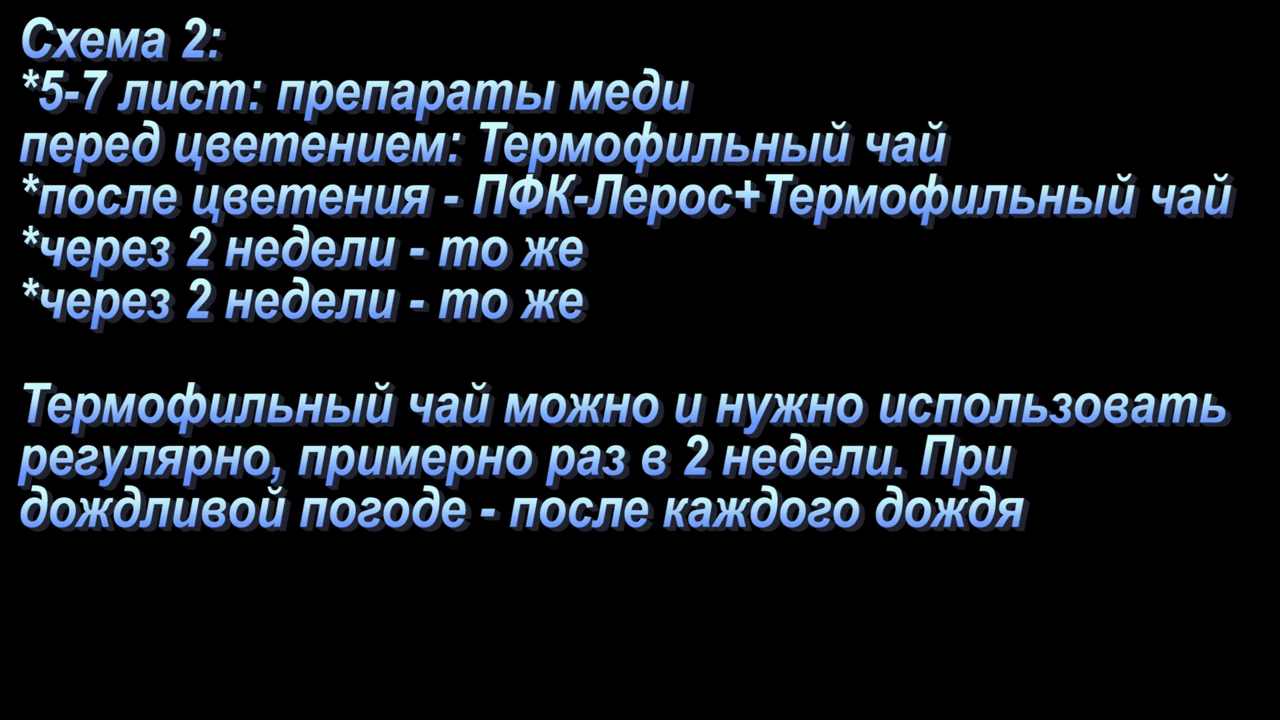 Схема 2:
*5-7 лист: препараты меди
перед цветением: Термофильный чай
*после цветения - ПФК-Лерос+Термофильный чай
*через 2 недели - то же
*через 2 недели - то же
Термофильный чай можно и нужно использовать
регулярно, примерно раз в 2 недели. При
дождливой погоде - после каждого дождя